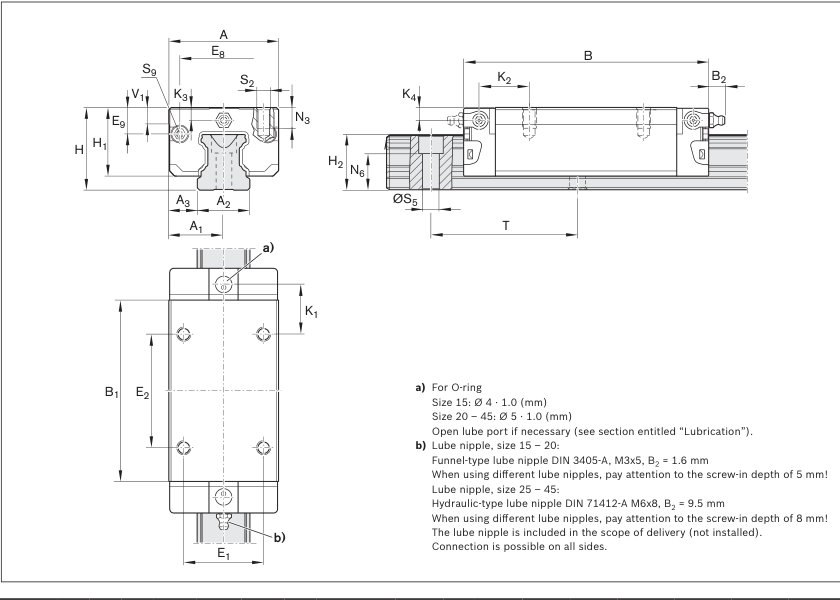 A
E8
S9
S2
V1
K3
N3
E9
H
H1
A3
A2
A1
B
K2
B2
K4
H2
N6
ØS5
T
a)
K1
B1
E2
b)
E1
a) For O-ring
Size 15: Ø 4 · 1.0 (mm)
Size 20 – 45: Ø 5 · 1.0 (mm)
Open lube port if necessary (see section entitled “Lubrication”).
b) Lube nipple, size 15 – 20:
Funnel-type lube nipple DIN 3405-A, M3x5, B2 = 1.6 mm
When using different lube nipples, pay attention to the screw-in depth of 5 mm!
Lube nipple, size 25 – 45:
Hydraulic-type lube nipple DIN 71412-A M6x8, B2 = 9.5 mm
When using different lube nipples, pay attention to the screw-in depth of 8 mm!
The lube nipple is included in the scope of delivery (not installed).
Connection is possible on all sides.